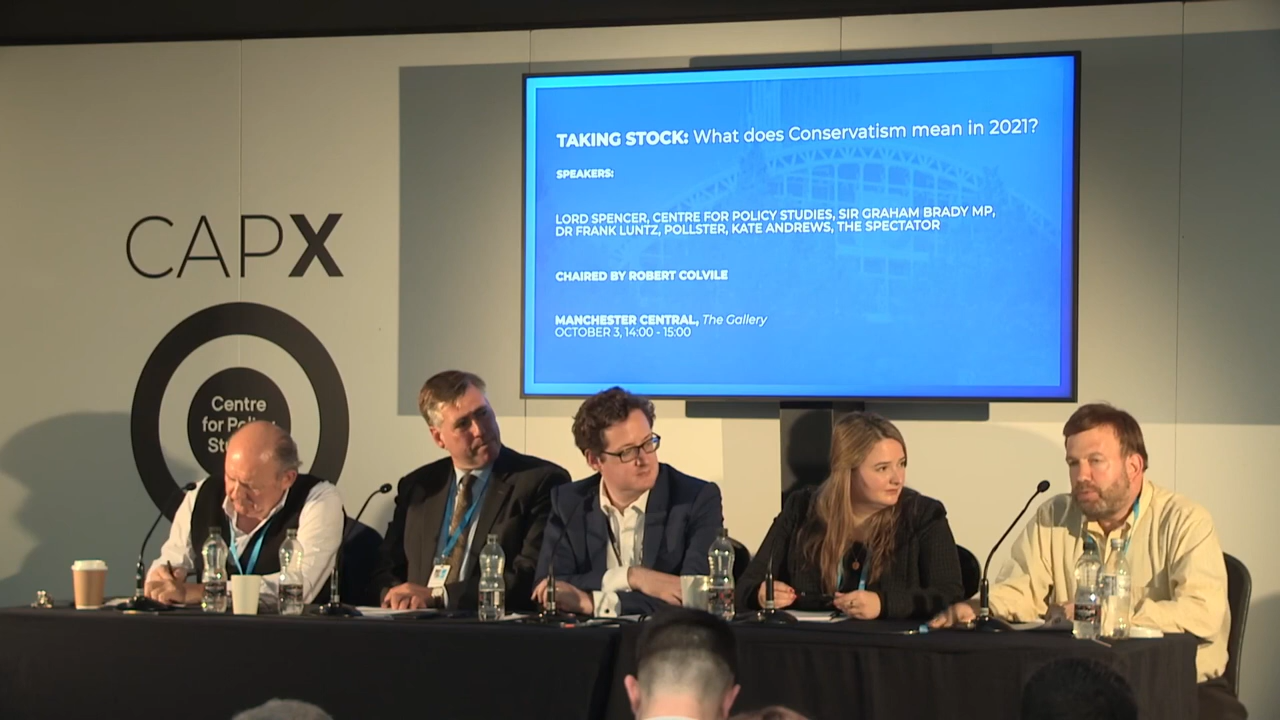 TAKING STOCK: What does Conservatism mean in 2021?
SPEAKERS:
LORD SPENCER, CENTRE FOR POLICY STUDIES, SIR GRAHAM BRADY MP,
DR FRANK LUNTZ, POLLSTER, KATE ANDREWS, THE SPECTATOR
CHAIRED BY ROBERT COLVILE
MANCHESTER CENTRAL, The Gallery
OCTOBER 3, 14:00 - 15:00
CAPX
Centre
for Policy